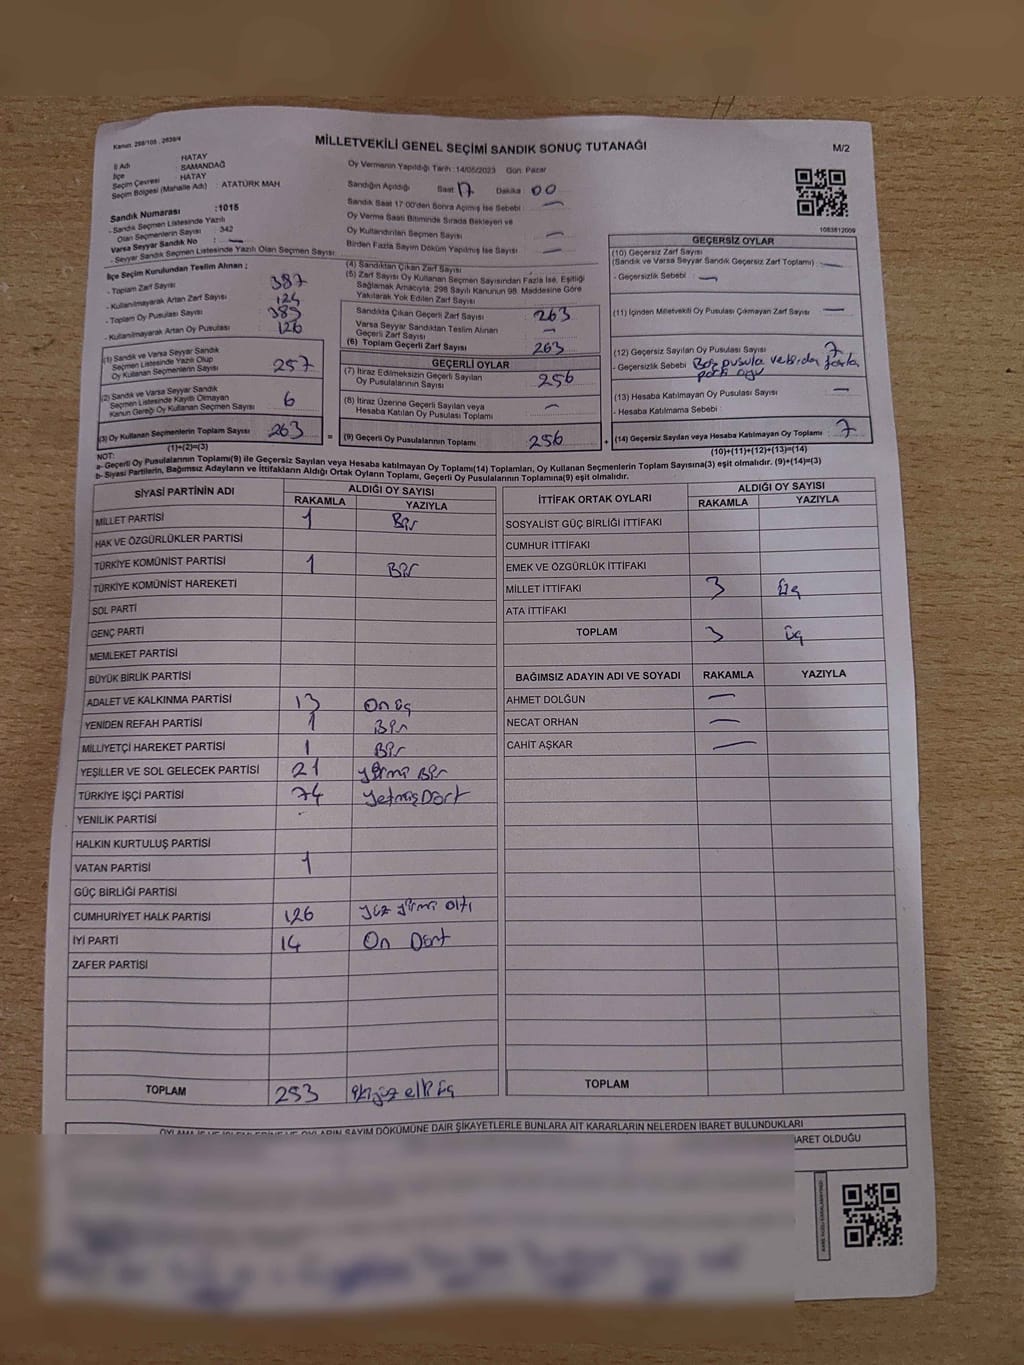 Kanun. 298/105 . 2839/4
MİLLETVEKİLİ GENEL SEÇİMİ SANDIK SONUÇ TUTANAĞI
M/2
İl Adı : HATAY
İlçe : SAMANDAĞ
Seçim Çevresi : HATAY
Seçim Bölgesi (Mahalle Adı) : ATATÜRK MAH
Sandık Numarası : 1015
- Sandık Seçmen Listesinde Yazılı
Olan Seçmenlerin Sayısı : 342
Varsa Seyyar Sandık No : —
- Seyyar Sandık Seçmen Listesinde Yazılı Olan Seçmen Sayısı:
Oy Vermenin Yapıldığı Tarih : 14/05/2023 Gün: Pazar
Sandığın Açıldığı Saat 17 Dakika 00
Sandık Saat 17:00'den Sonra Açılmış İse Sebebi —
Oy Verme Saati Bitiminde Sırada Bekleyen ve
Oy Kullandırılan Seçmen Sayısı —
Birden Fazla Sayım Döküm Yapılmış İse Sayısı —
1083812009
İlçe Seçim Kurulundan Teslim Alınan ;
- Toplam Zarf Sayısı 387
- Kullanılmayarak Artan Zarf Sayısı 124
- Toplam Oy Pusulası Sayısı 389
- Kullanılmayarak Artan Oy Pusulası 126
(1) Sandık ve Varsa Seyyar Sandık
Seçmen Listesinde Yazılı Olup
Oy Kullanan Seçmenlerin Sayısı 257
(2) Sandık ve Varsa Seyyar Sandık
Seçmen Listesinde Kayıtlı Olmayan
Kanun Gereği Oy Kullanan Seçmen Sayısı 6
(3) Oy Kullanan Seçmenlerin Toplam Sayısı 263
(1)+(2)=(3)
(4) Sandıktan Çıkan Zarf Sayısı
(5) Zarf Sayısı Oy Kullanan Seçmen Sayısından Fazla İse, Eşitliği
Sağlamak Amacıyla; 298 Sayılı Kanunun 98. Maddesine Göre
Yakılarak Yok Edilen Zarf Sayısı
Sandıkta Çıkan Geçerli Zarf Sayısı 263
Varsa Seyyar Sandıktan Teslim Alınan
Geçerli Zarf Sayısı —
(6) Toplam Geçerli Zarf Sayısı 263
GEÇERLİ OYLAR
(7) İtiraz Edilmeksizin Geçerli Sayılan
Oy Pusulalarının Sayısı 256
(8) İtiraz Üzerine Geçerli Sayılan veya
Hesaba Katılan Oy Pusulası Toplamı —
= (9) Geçerli Oy Pusulalarının Toplamı 256
GEÇERSİZ OYLAR
(10) Geçersiz Zarf Sayısı
(Sandık ve Varsa Seyyar Sandık Geçersiz Zarf Toplamı) —
- Geçersizlik Sebebi : —
(11) İçinden Milletvekili Oy Pusulası Çıkmayan Zarf Sayısı —
(12) Geçersiz Sayılan Oy Pusulası Sayısı 7
- Geçersizlik Sebebi Boş pusula fazla
(13) Hesaba Katılmayan Oy Pusulası Sayısı —
- Hesaba Katılmama Sebebi :
+ (14) Geçersiz Sayılan veya Hesaba Katılmayan Oy Toplamı : 7
(10)+(11)+(12)+(13)=(14)
NOT:
a- Geçerli Oy Pusulalarının Toplamı(9) ile Geçersiz Sayılan veya Hesaba katılmayan Oy Toplamı(14) Toplamları, Oy Kullanan Seçmenlerin Toplam Sayısına(3) eşit olmalıdır. (9)+(14)=(3)
b- Siyasi Partilerin, Bağımsız Adayların ve İttifakların Aldığı Ortak Oyların Toplamı, Geçerli Oy Pusulalarının Toplamına(9) eşit olmalıdır.
SİYASİ PARTİNİN ADI ALDIĞI OY SAYISI
RAKAMLA YAZIYLA
MİLLET PARTİSİ 1 Bir
HAK VE ÖZGÜRLÜKLER PARTİSİ
TÜRKİYE KOMÜNİST PARTİSİ 1 Bir
TÜRKİYE KOMÜNİST HAREKETİ
SOL PARTİ
GENÇ PARTİ
MEMLEKET PARTİSİ
BÜYÜK BİRLİK PARTİSİ
ADALET VE KALKINMA PARTİSİ 13 On üç
YENİDEN REFAH PARTİSİ 1 Bir
MİLLİYETÇİ HAREKET PARTİSİ 1 Bir
YEŞİLLER VE SOL GELECEK PARTİSİ 21 yirmi Bir
TÜRKİYE İŞÇİ PARTİSİ 74 yetmiş Dört
YENİLİK PARTİSİ
HALKIN KURTULUŞ PARTİSİ
VATAN PARTİSİ 1
GÜÇ BİRLİĞİ PARTİSİ
CUMHURİYET HALK PARTİSİ 126 yüz yirmi altı
İYİ PARTİ 14 On Dört
ZAFER PARTİSİ
TOPLAM 253 iki yüz elli üç
İTTİFAK ORTAK OYLARI ALDIĞI OY SAYISI
RAKAMLA YAZIYLA
SOSYALİST GÜÇ BİRLİĞİ İTTİFAKI
CUMHUR İTTİFAKI
EMEK VE ÖZGÜRLÜK İTTİFAKI
MİLLET İTTİFAKI 3 üç
ATA İTTİFAKI
TOPLAM 3 üç
BAĞIMSIZ ADAYIN ADI VE SOYADI RAKAMLA YAZIYLA
AHMET DOLĞUN —
NECAT ORHAN —
CAHİT AŞKAR —
TOPLAM
OYLAMA İŞ VE İŞLEMLERİNE VE OYLARIN SAYIM DÖKÜMÜNE DAİR ŞİKAYETLERLE BUNLARA AİT KARARLARIN NELERDEN İBARET BULUNDUKLARI
İBARET OLDUĞU